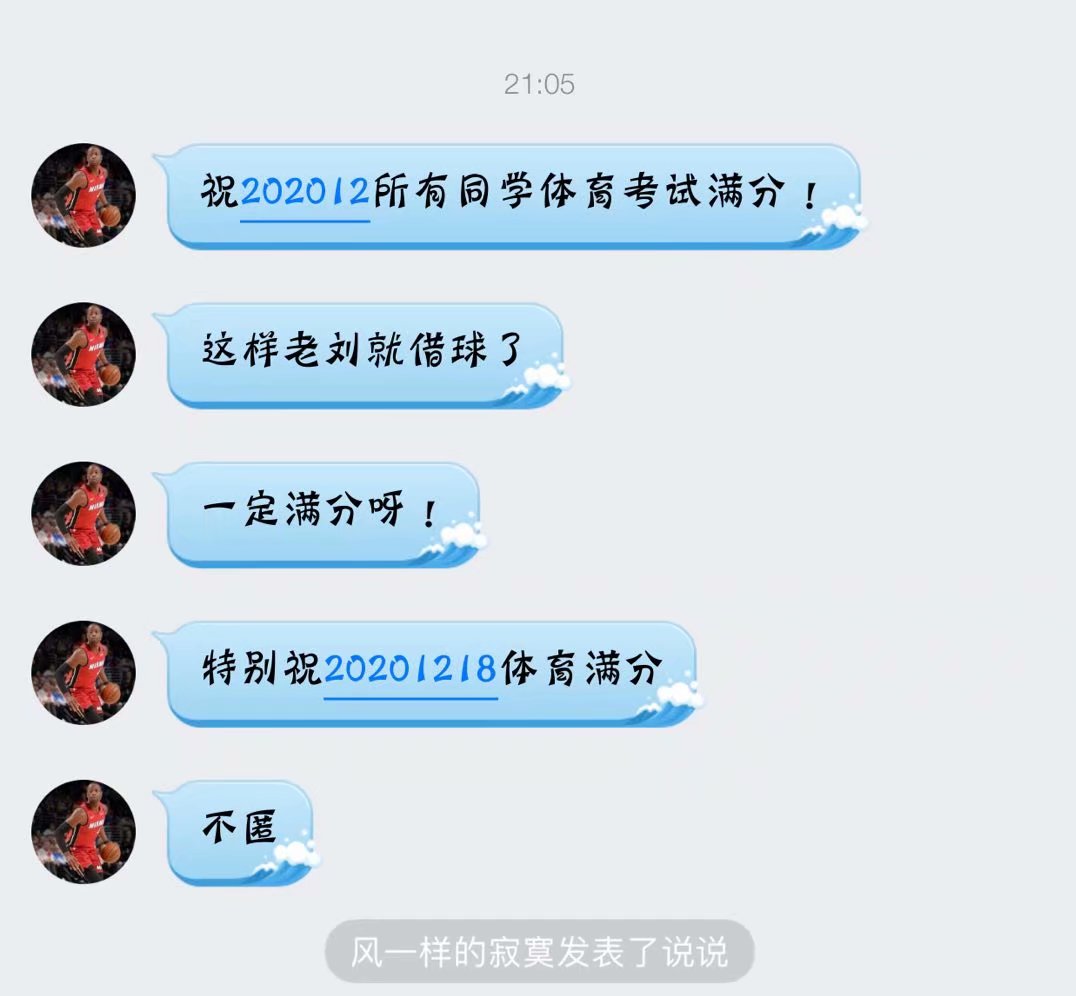 21:05
祝202012所有同学体育考试满分！
这样老刘就借球了
一定满分呀！
特别祝20201218体育满分
不匿
风一样的寂寞发表了说说